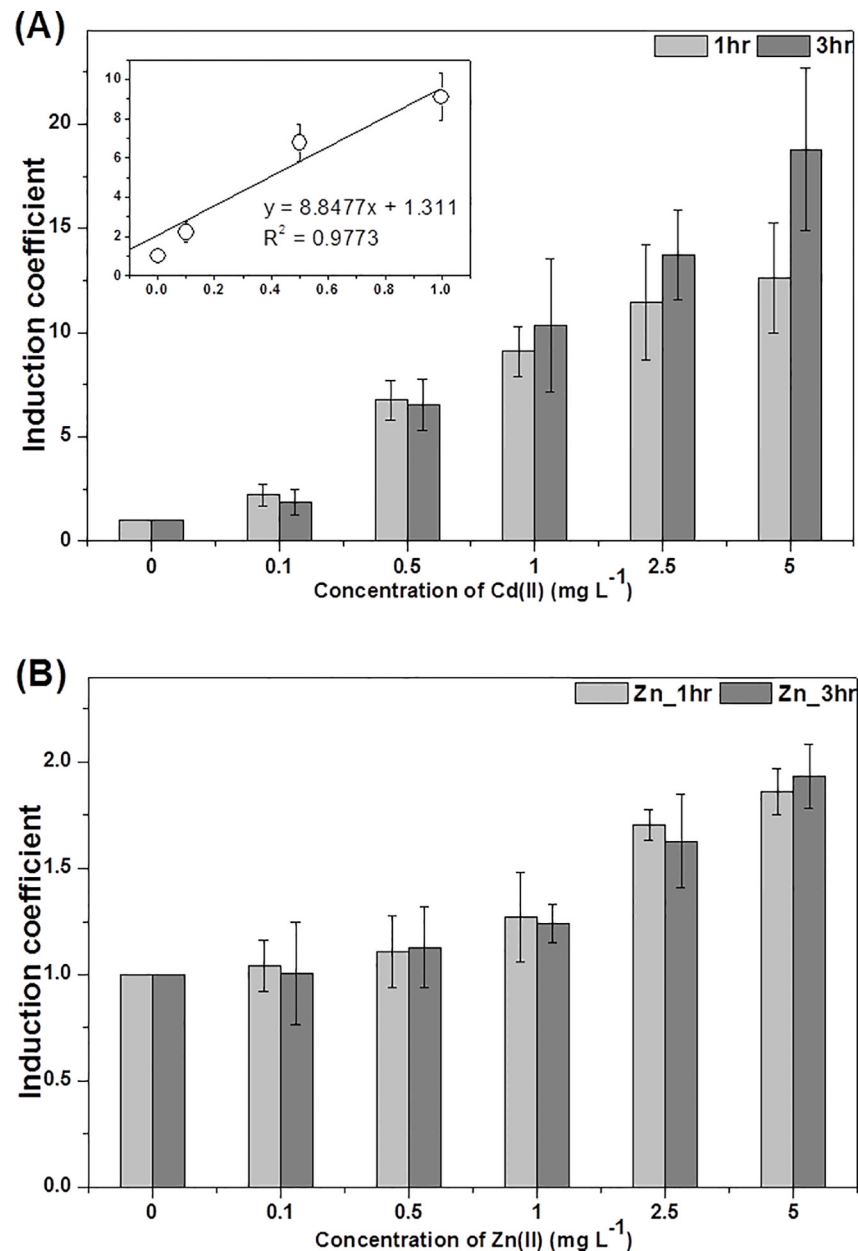 (A)
1hr 3hr
Induction coefficient
0 5 10 15 20
0 2 4 6 8 10
0.0 0.2 0.4 0.6 0.8 1.0
y = 8.8477x + 1.311
R² = 0.9773
0 0.1 0.5 1 2.5 5
Concentration of Cd(II) (mg L⁻¹)
(B)
Zn_1hr Zn_3hr
Induction coefficient
0.0 0.5 1.0 1.5 2.0
0 0.1 0.5 1 2.5 5
Concentration of Zn(II) (mg L⁻¹)